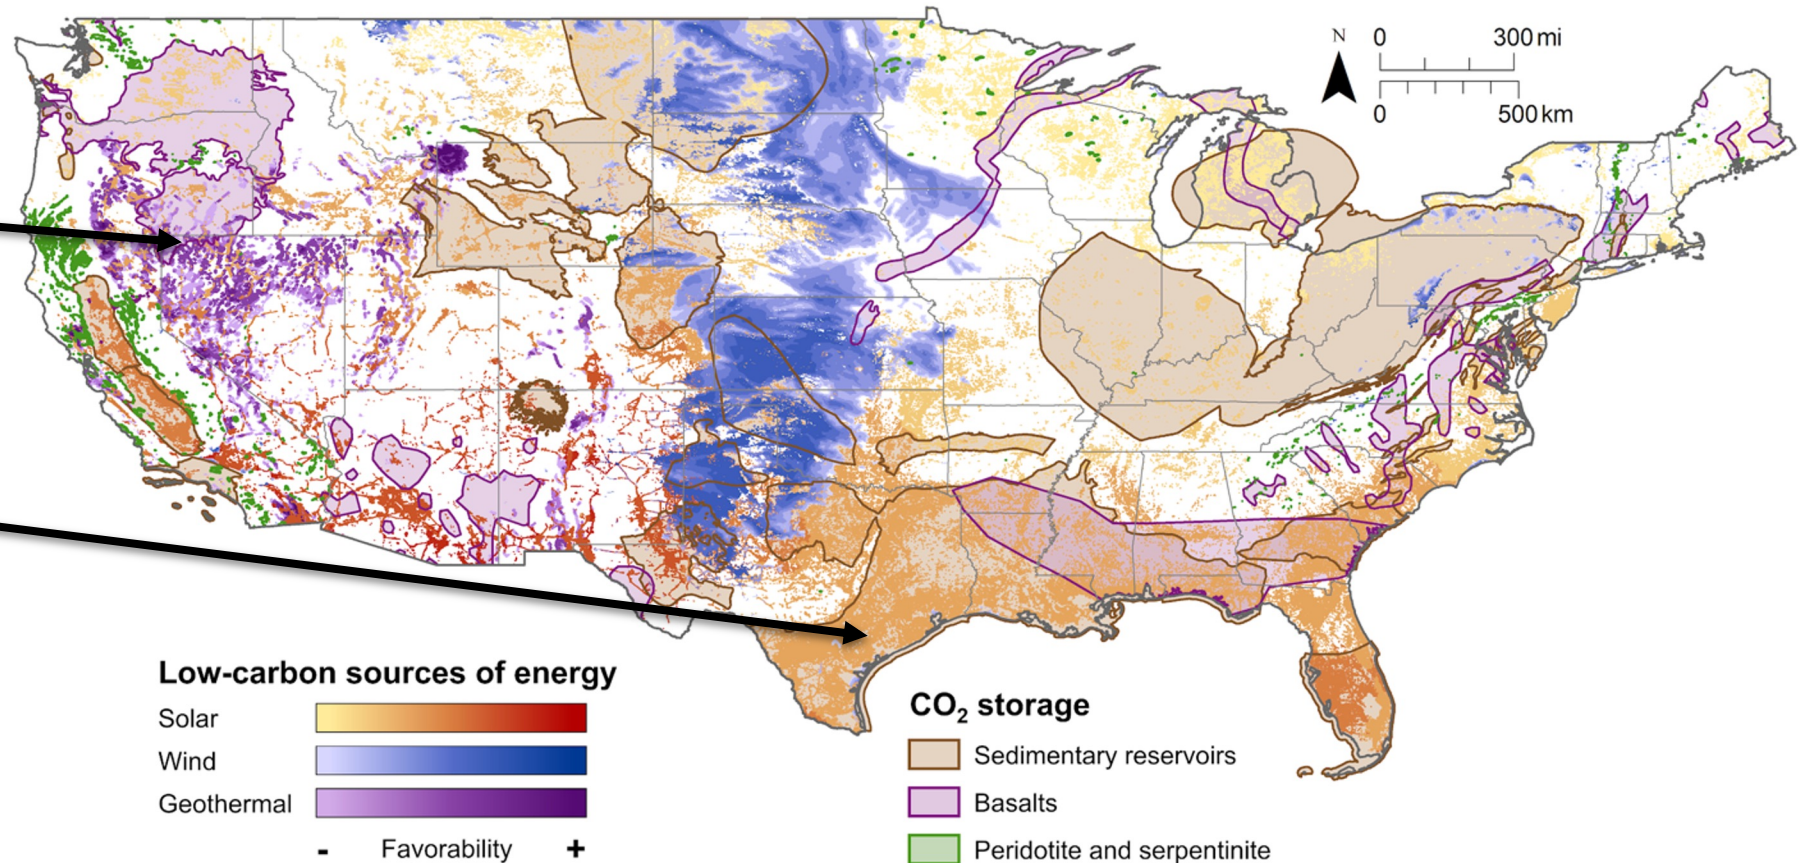 N
0 300 mi
0 500 km
Low-carbon sources of energy
Solar
Wind
Geothermal
- Favorability +
CO₂ storage
Sedimentary reservoirs
Basalts
Peridotite and serpentinite